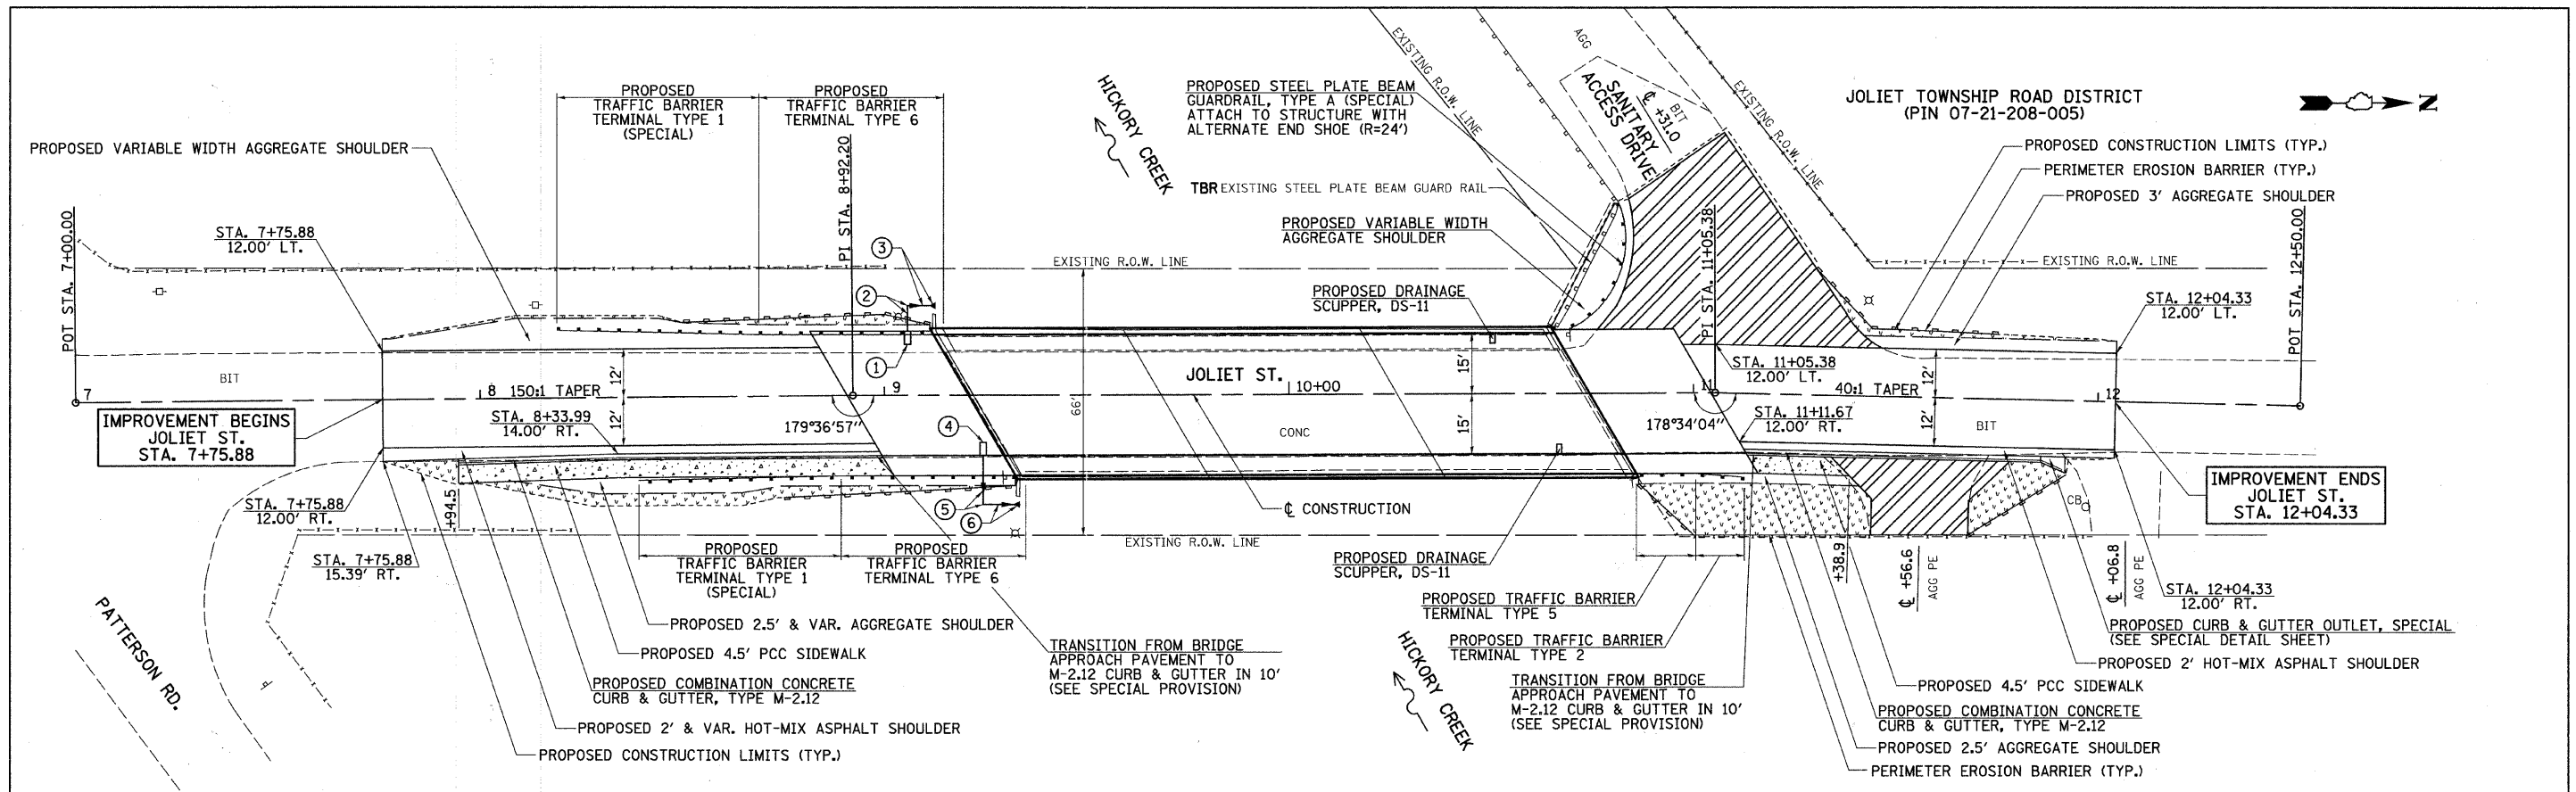 PROPOSED
TRAFFIC BARRIER
TERMINAL TYPE 1
(SPECIAL)
PROPOSED
TRAFFIC BARRIER
TERMINAL TYPE 6
PROPOSED VARIABLE WIDTH AGGREGATE SHOULDER
POT STA. 7+00.00
STA. 7+75.88
12.00' LT.
PI STA. 8+92.20
HICKORY CREEK
PROPOSED STEEL PLATE BEAM
GUARDRAIL, TYPE A (SPECIAL)
ATTACH TO STRUCTURE WITH
ALTERNATE END SHOE (R=24')
TBR EXISTING STEEL PLATE BEAM GUARD RAIL
PROPOSED VARIABLE WIDTH
AGGREGATE SHOULDER
EXISTING R.O.W. LINE
AGG
BIT
℄ +31.0
SANITARY
ACCESS DRIVE
EXISTING R.O.W. LINE
JOLIET TOWNSHIP ROAD DISTRICT
(PIN 07-21-208-005)
N
PROPOSED CONSTRUCTION LIMITS (TYP.)
PERIMETER EROSION BARRIER (TYP.)
PROPOSED 3' AGGREGATE SHOULDER
EXISTING R.O.W. LINE
EXISTING R.O.W. LINE
PI STA. 11+05.38
POT STA. 12+50.00
STA. 12+04.33
12.00' LT.
3
2
1
PROPOSED DRAINAGE
SCUPPER, DS-11
STA. 11+05.38
12.00' LT.
BIT
7
8
150:1 TAPER
12'
12'
9
JOLIET ST.
10+00
15'
15'
11
40:1 TAPER
12'
12'
12
BIT
66'
CONC
IMPROVEMENT BEGINS
JOLIET ST.
STA. 7+75.88
STA. 8+33.99
14.00' RT.
179°36'57"
4
178°34'04"
STA. 11+11.67
12.00' RT.
IMPROVEMENT ENDS
JOLIET ST.
STA. 12+04.33
STA. 7+75.88
12.00' RT.
+94.5
5
6
℄ CONSTRUCTION
CB
STA. 7+75.88
15.39' RT.
PROPOSED
TRAFFIC BARRIER
TERMINAL TYPE 1
(SPECIAL)
PROPOSED
TRAFFIC BARRIER
TERMINAL TYPE 6
EXISTING R.O.W. LINE
PROPOSED DRAINAGE
SCUPPER, DS-11
+38.9
℄ +56.6
AGG PE
℄ +06.8
AGG PE
STA. 12+04.33
12.00' RT.
PATTERSON RD.
PROPOSED 2.5' & VAR. AGGREGATE SHOULDER
PROPOSED 4.5' PCC SIDEWALK
PROPOSED COMBINATION CONCRETE
CURB & GUTTER, TYPE M-2.12
PROPOSED 2' & VAR. HOT-MIX ASPHALT SHOULDER
PROPOSED CONSTRUCTION LIMITS (TYP.)
TRANSITION FROM BRIDGE
APPROACH PAVEMENT TO
M-2.12 CURB & GUTTER IN 10'
(SEE SPECIAL PROVISION)
HICKORY CREEK
PROPOSED TRAFFIC BARRIER
TERMINAL TYPE 5
PROPOSED TRAFFIC BARRIER
TERMINAL TYPE 2
TRANSITION FROM BRIDGE
APPROACH PAVEMENT TO
M-2.12 CURB & GUTTER IN 10'
(SEE SPECIAL PROVISION)
PROPOSED CURB & GUTTER OUTLET, SPECIAL
(SEE SPECIAL DETAIL SHEET)
PROPOSED 2' HOT-MIX ASPHALT SHOULDER
PROPOSED 4.5' PCC SIDEWALK
PROPOSED COMBINATION CONCRETE
CURB & GUTTER, TYPE M-2.12
PROPOSED 2.5' AGGREGATE SHOULDER
PERIMETER EROSION BARRIER (TYP.)